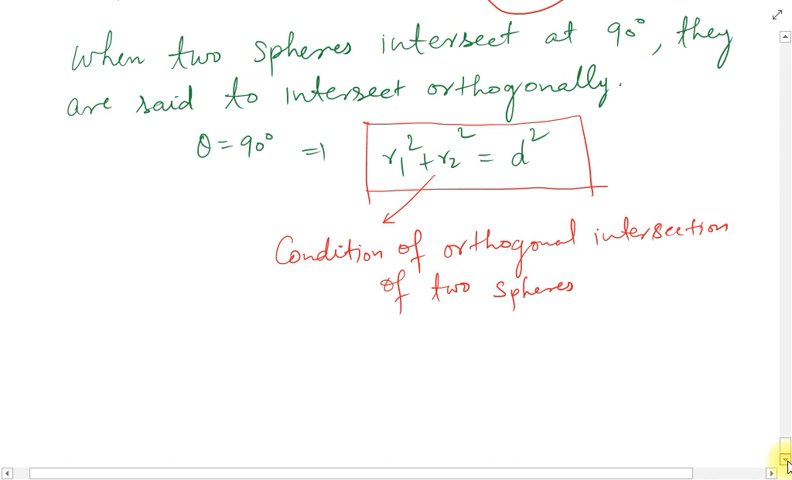 When two spheres intersect at 90°, they
are said to intersect orthogonally.
θ = 90° ⇒ r₁² + r₂² = d²
Condition of orthogonal intersection
of two spheres